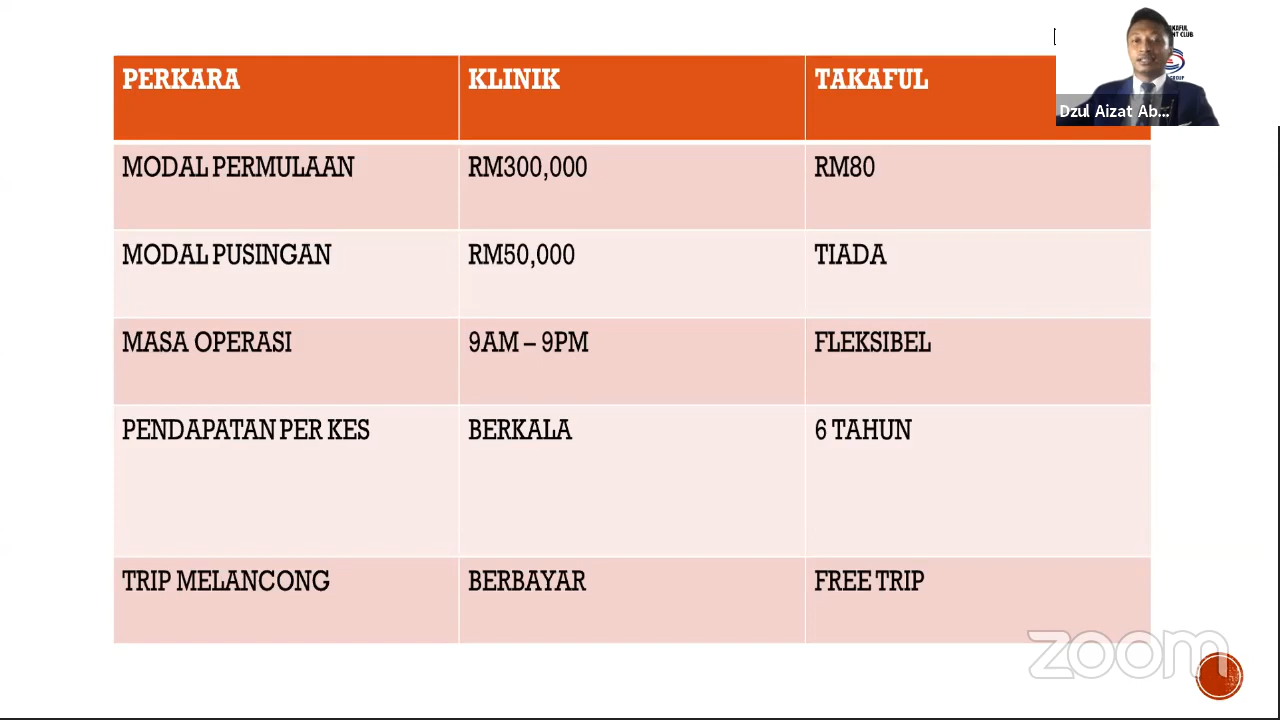 PERKARA KLINIK TAKAFUL
MODAL PERMULAAN RM300,000 RM80
MODAL PUSINGAN RM50,000 TIADA
MASA OPERASI 9AM – 9PM FLEKSIBEL
PENDAPATAN PER KES BERKALA 6 TAHUN
TRIP MELANCONG BERBAYAR FREE TRIP
Dzul Aizat Ab...
zoom